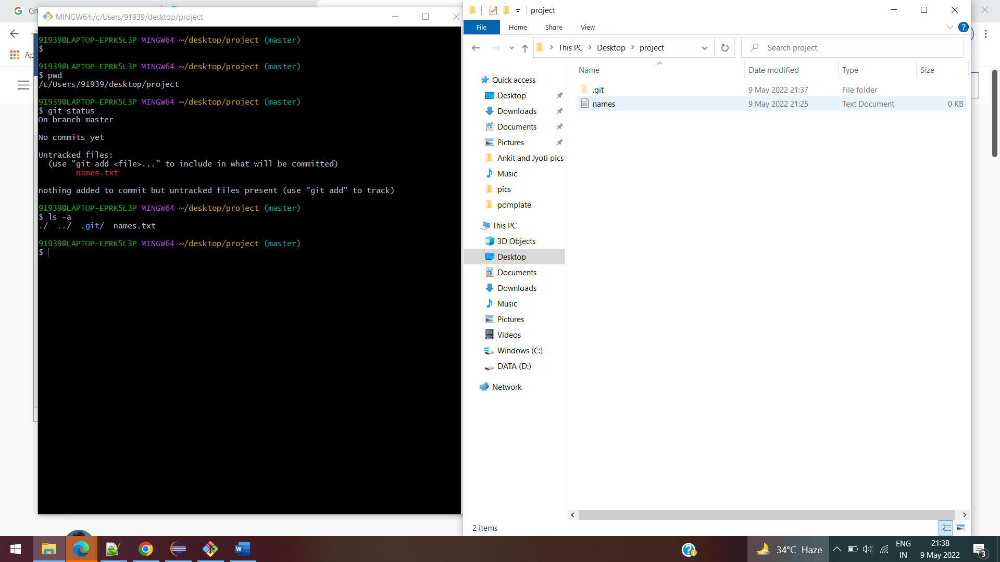 MINGW64:/c/Users/91939/desktop/project
91939@LAPTOP-EPRK5L3P MINGW64 ~/desktop/project (master)
$
91939@LAPTOP-EPRK5L3P MINGW64 ~/desktop/project (master)
$ pwd
/c/Users/91939/desktop/project
91939@LAPTOP-EPRK5L3P MINGW64 ~/desktop/project (master)
$ git status
On branch master
No commits yet
Untracked files:
(use "git add <file>..." to include in what will be committed)
names.txt
nothing added to commit but untracked files present (use "git add" to track)
91939@LAPTOP-EPRK5L3P MINGW64 ~/desktop/project (master)
$ ls -a
./ ../ .git/ names.txt
91939@LAPTOP-EPRK5L3P MINGW64 ~/desktop/project (master)
$
project
File Home Share View
This PC > Desktop > project
Search project
Name Date modified Type Size
.git 9 May 2022 21:37 File folder
names 9 May 2022 21:25 Text Document 0 KB
Quick access
Desktop
Downloads
Documents
Pictures
Ankit and Jyoti pics
Music
pics
pomplate
This PC
3D Objects
Desktop
Documents
Downloads
Music
Pictures
Videos
Windows (C:)
DATA (D:)
Network
2 items
34°C Haze
ENG
IN
21:38
9 May 2022
3